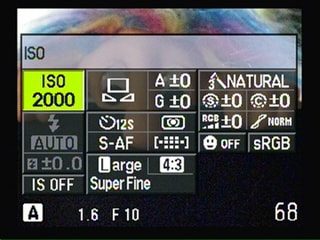 ISO
ISO
2000
A ±0
G ±0
NATURAL
S ±0
C ±0
12s
RGB ±0
NORM
AUTO
S-AF
OFF
sRGB
±0.0
Large
4:3
IS OFF
Super Fine
A
1.6
F 10
68